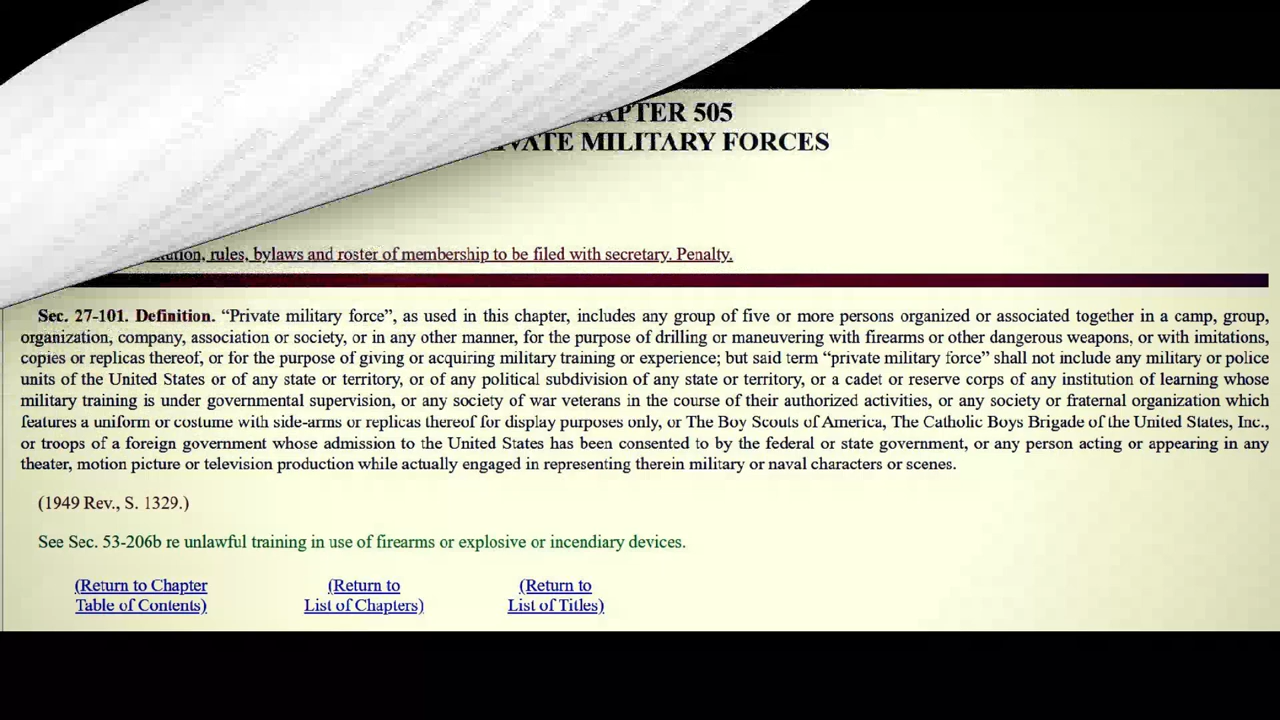 CHAPTER 505
PRIVATE MILITARY FORCES
rules, bylaws and roster of membership to be filed with secretary. Penalty.
Sec. 27-101. Definition. “Private military force”, as used in this chapter, includes any group of five or more persons organized or associated together in a camp, group,
organization, company, association or society, or in any other manner, for the purpose of drilling or maneuvering with firearms or other dangerous weapons, or with imitations,
copies or replicas thereof, or for the purpose of giving or acquiring military training or experience; but said term “private military force” shall not include any military or police
units of the United States or of any state or territory, or of any political subdivision of any state or territory, or a cadet or reserve corps of any institution of learning whose
military training is under governmental supervision, or any society of war veterans in the course of their authorized activities, or any society or fraternal organization which
features a uniform or costume with side-arms or replicas thereof for display purposes only, or The Boy Scouts of America, The Catholic Boys Brigade of the United States, Inc.,
or troops of a foreign government whose admission to the United States has been consented to by the federal or state government, or any person acting or appearing in any
theater, motion picture or television production while actually engaged in representing therein military or naval characters or scenes.
(1949 Rev., S. 1329.)
See Sec. 53-206b re unlawful training in use of firearms or explosive or incendiary devices.
(Return to Chapter
Table of Contents)
(Return to
List of Chapters)
(Return to
List of Titles)